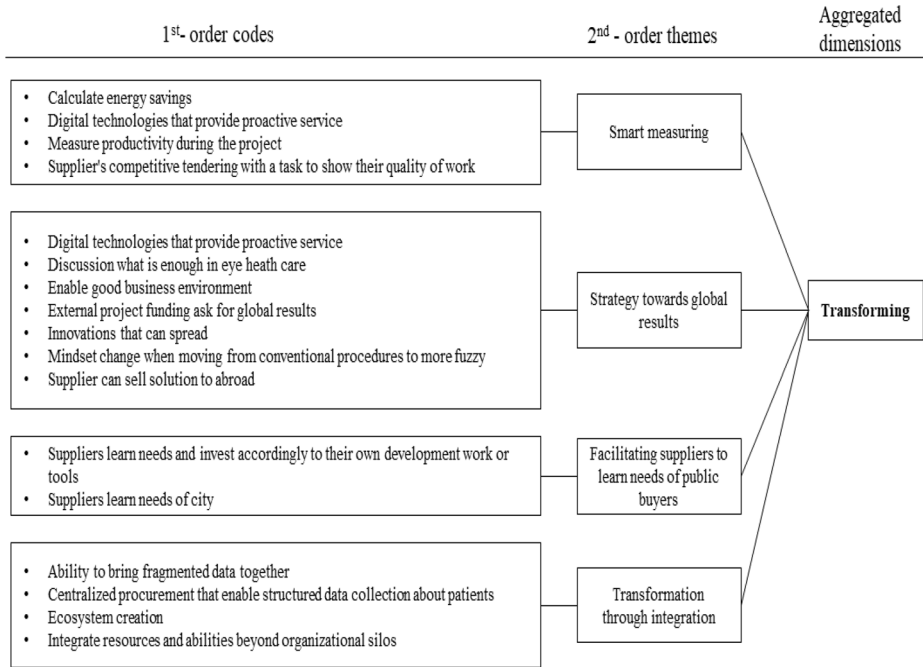 1st- order codes
2nd - order themes
Aggregated
dimensions
• Calculate energy savings
• Digital technologies that provide proactive service
• Measure productivity during the project
• Supplier's competitive tendering with a task to show their quality of work
Smart measuring
• Digital technologies that provide proactive service
• Discussion what is enough in eye heath care
• Enable good business environment
• External project funding ask for global results
• Innovations that can spread
• Mindset change when moving from conventional procedures to more fuzzy
• Supplier can sell solution to abroad
Strategy towards global
results
Transforming
• Suppliers learn needs and invest accordingly to their own development work or
tools
• Suppliers learn needs of city
Facilitating suppliers to
learn needs of public
buyers
• Ability to bring fragmented data together
• Centralized procurement that enable structured data collection about patients
• Ecosystem creation
• Integrate resources and abilities beyond organizational silos
Transformation
through integration